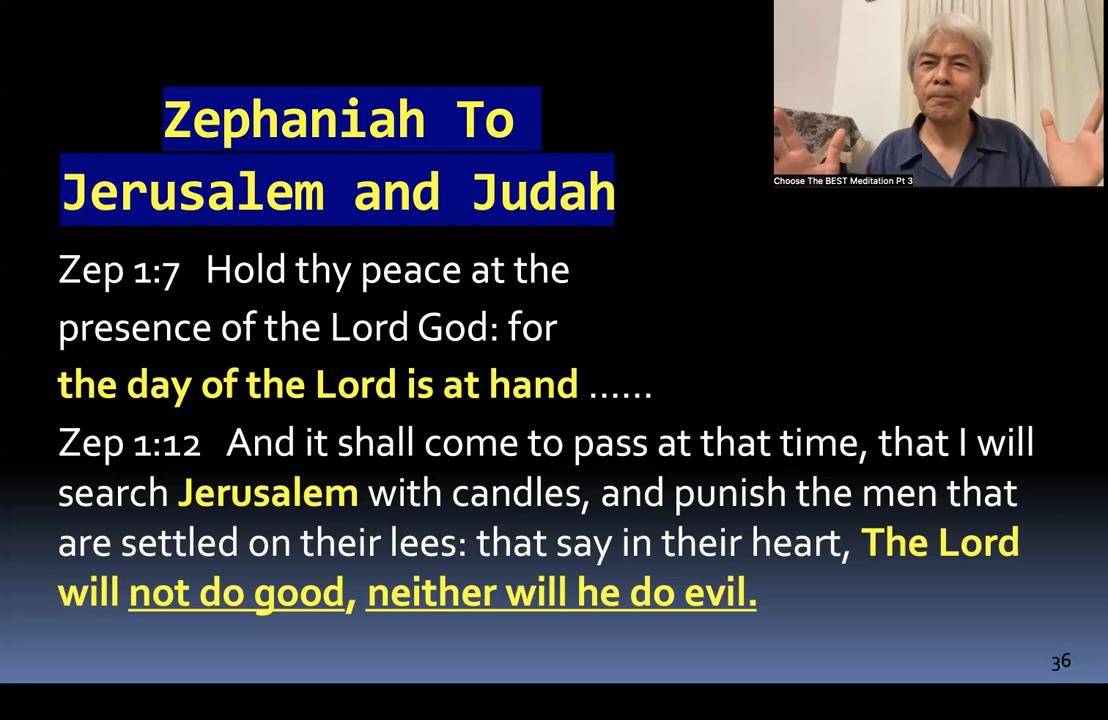 Zephaniah To
Jerusalem and Judah
Choose The BEST Meditation Pt 3
Zep 1:7 Hold thy peace at the
presence of the Lord God: for
the day of the Lord is at hand ......
Zep 1:12 And it shall come to pass at that time, that I will
search Jerusalem with candles, and punish the men that
are settled on their lees: that say in their heart, The Lord
will not do good, neither will he do evil.
36